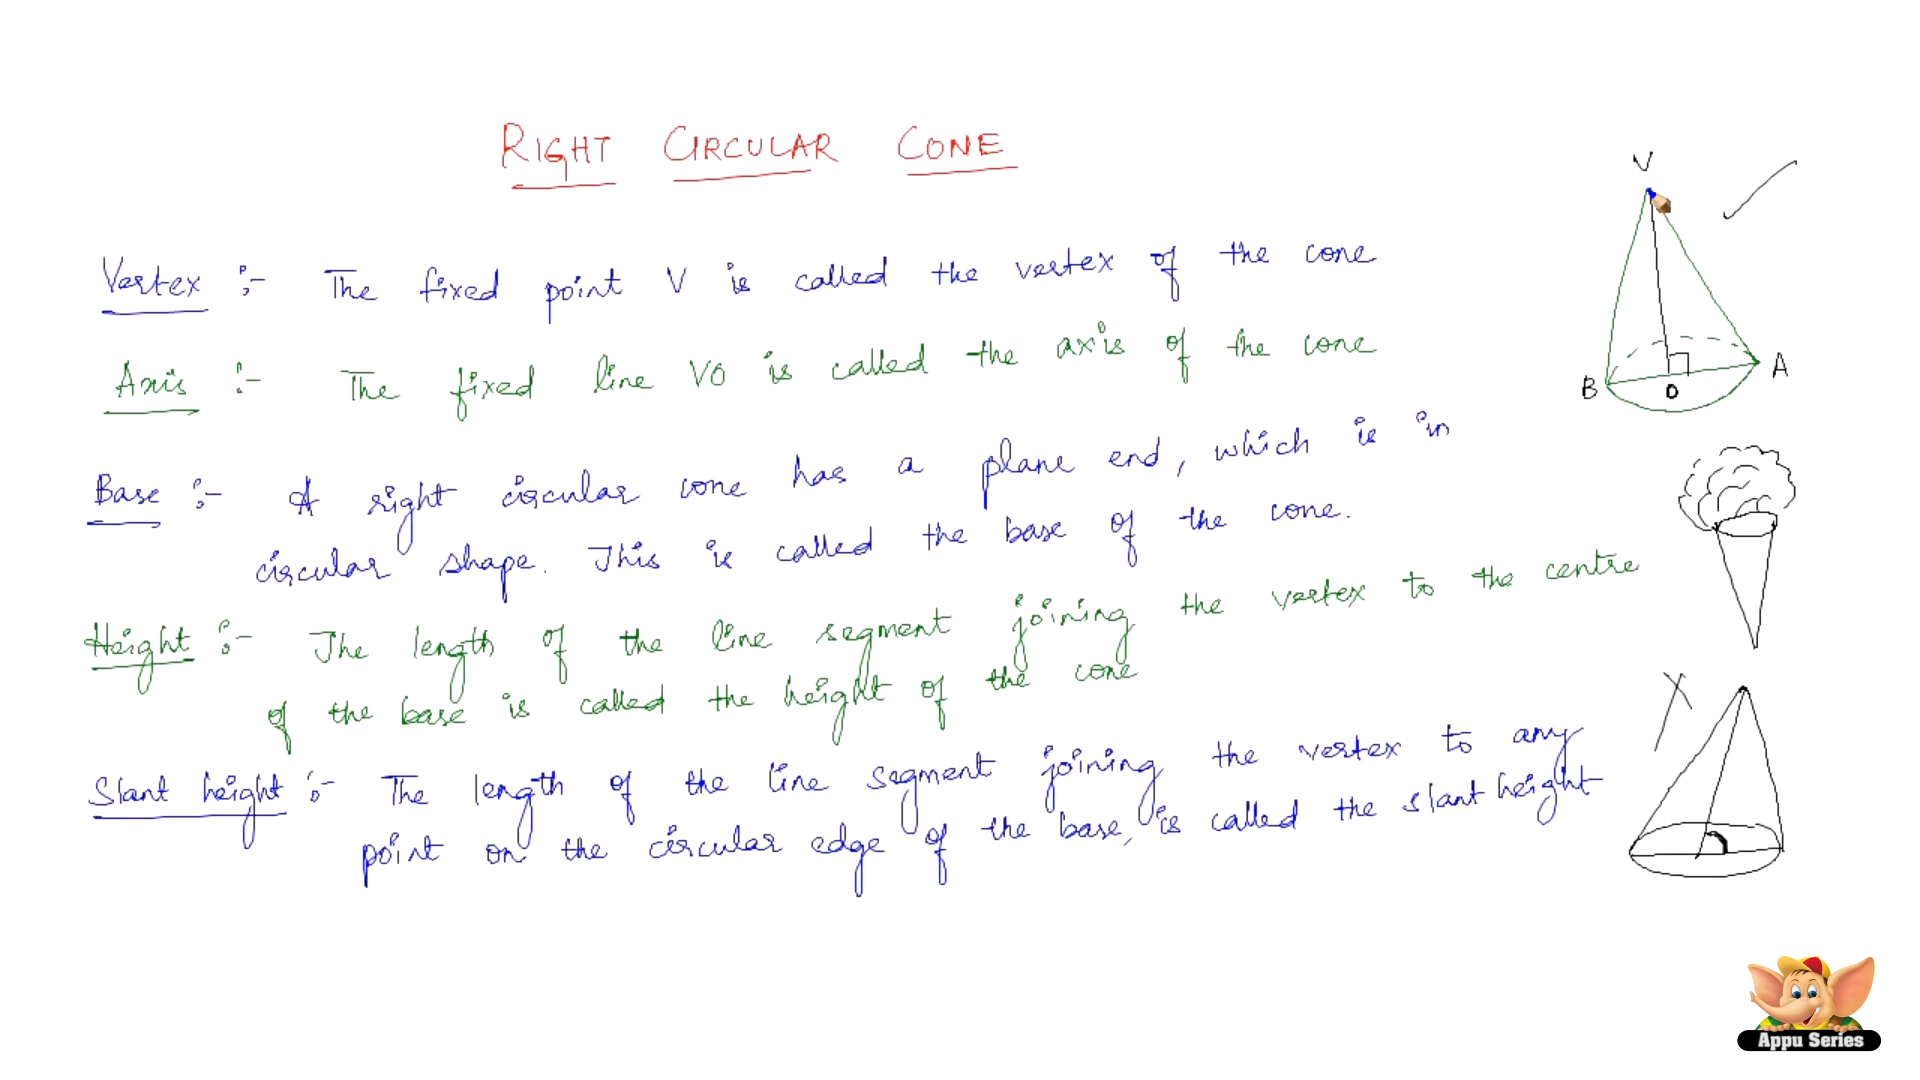 RIGHT CIRCULAR CONE
Vertex :- The fixed point V is called the vertex of the cone
Axis :- The fixed line VO is called the axis of the cone
Base :- A right circular cone has a plane end, which is in
circular shape. This is called the base of the cone.
Height :- The length of the line segment joining the vertex to the centre
of the base is called the height of the cone
Slant height :- The length of the line segment joining the vertex to any
point on the circular edge of the base, is called the slant height
V
B
O
A
Appu Series